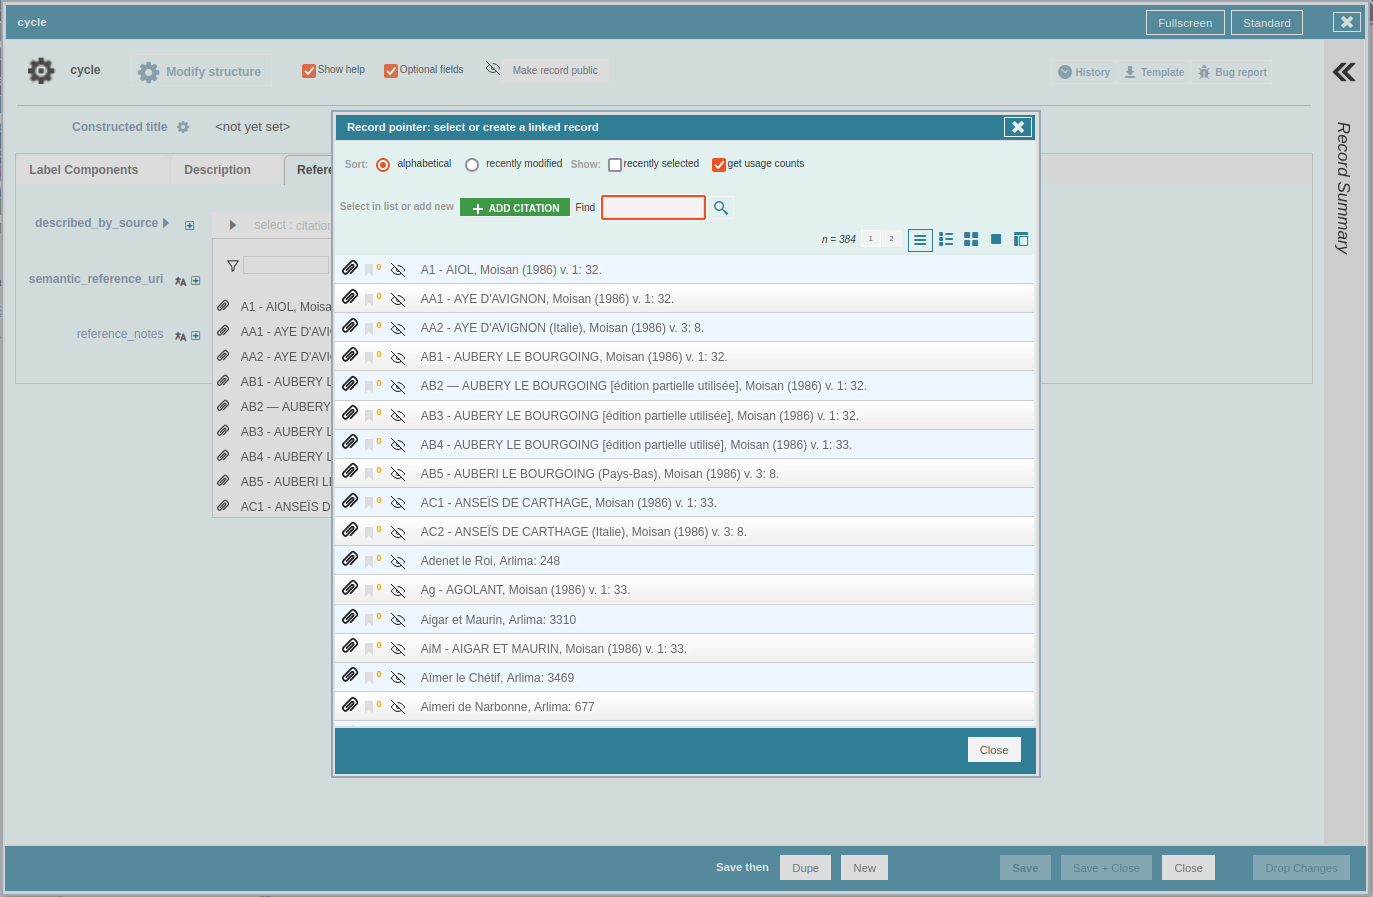 cycle
Fullscreen
Standard
cycle
Modify structure
Show help
Optional fields
Make record public
History
Template
Bug report
Record Summary
Constructed title
<not yet set>
Label Components
Description
Refere
described_by_source
select : citation
semantic_reference_uri
reference_notes
A1 - AIOL, Moisa
AA1 - AYE D'AVI
AA2 - AYE D'AVI
AB1 - AUBERY L
AB2 — AUBERY
AB3 - AUBERY L
AB4 - AUBERY L
AB5 - AUBERI LE
AC1 - ANSEÏS D
Record pointer: select or create a linked record
Sort: alphabetical recently modified Show: recently selected get usage counts
Select in list or add new
ADD CITATION
Find
n = 384
1 2
0 A1 - AIOL, Moisan (1986) v. 1: 32.
0 AA1 - AYE D'AVIGNON, Moisan (1986) v. 1: 32.
0 AA2 - AYE D'AVIGNON (Italie), Moisan (1986) v. 3: 8.
0 AB1 - AUBERY LE BOURGOING, Moisan (1986) v. 1: 32.
0 AB2 — AUBERY LE BOURGOING [édition partielle utilisée], Moisan (1986) v. 1: 32.
0 AB3 - AUBERY LE BOURGOING [édition partielle utilisée], Moisan (1986) v. 1: 32.
0 AB4 - AUBERY LE BOURGOING [édition partielle utilisé], Moisan (1986) v. 1: 33.
0 AB5 - AUBERI LE BOURGOING (Pays-Bas), Moisan (1986) v. 3: 8.
0 AC1 - ANSEÏS DE CARTHAGE, Moisan (1986) v. 1: 33.
0 AC2 - ANSEÏS DE CARTHAGE (Italie), Moisan (1986) v. 3: 8.
0 Adenet le Roi, Arlima: 248
0 Ag - AGOLANT, Moisan (1986) v. 1: 33.
0 Aigar et Maurin, Arlima: 3310
0 AiM - AIGAR ET MAURIN, Moisan (1986) v. 1: 33.
0 Aïmer le Chétif, Arlima: 3469
0 Aimeri de Narbonne, Arlima: 677
Close
Save then
Dupe
New
Save
Save + Close
Close
Drop Changes